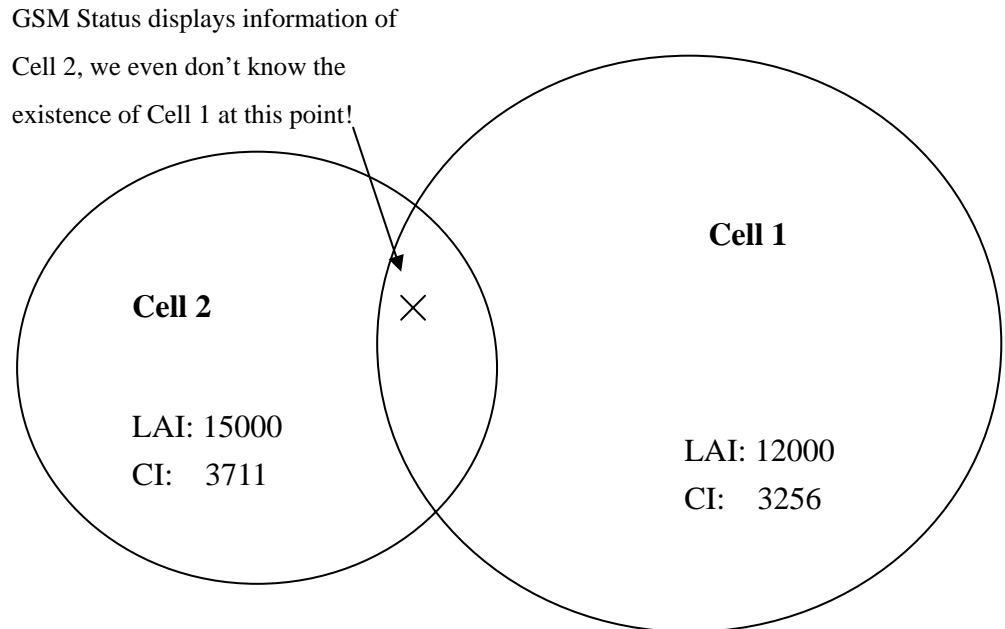 GSM Status displays information of
Cell 2, we even don’t know the
existence of Cell 1 at this point!
Cell 1
Cell 2
LAI: 15000
CI: 3711
LAI: 12000
CI: 3256